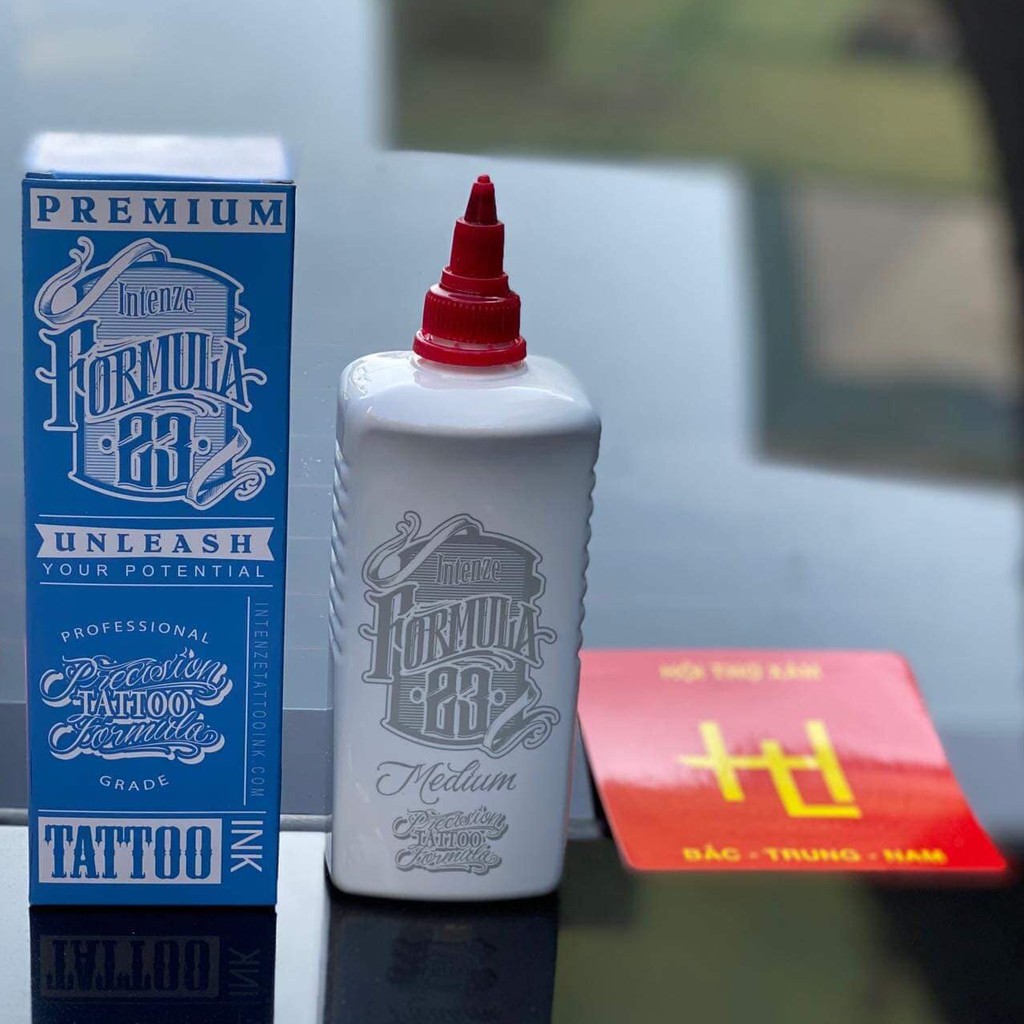 PREMIUM
Intenze
FORMULA
23
UNLEASH
YOUR POTENTIAL
PROFESSIONAL
Precision
TATTOO
Formula
GRADE
INTENZETATTOOINK.COM
TATTOO
INK
Intenze
FORMULA
23
Medium
Precision
TATTOO
Formula
HỘI THỢ XĂM
BẮC - TRUNG - NAM